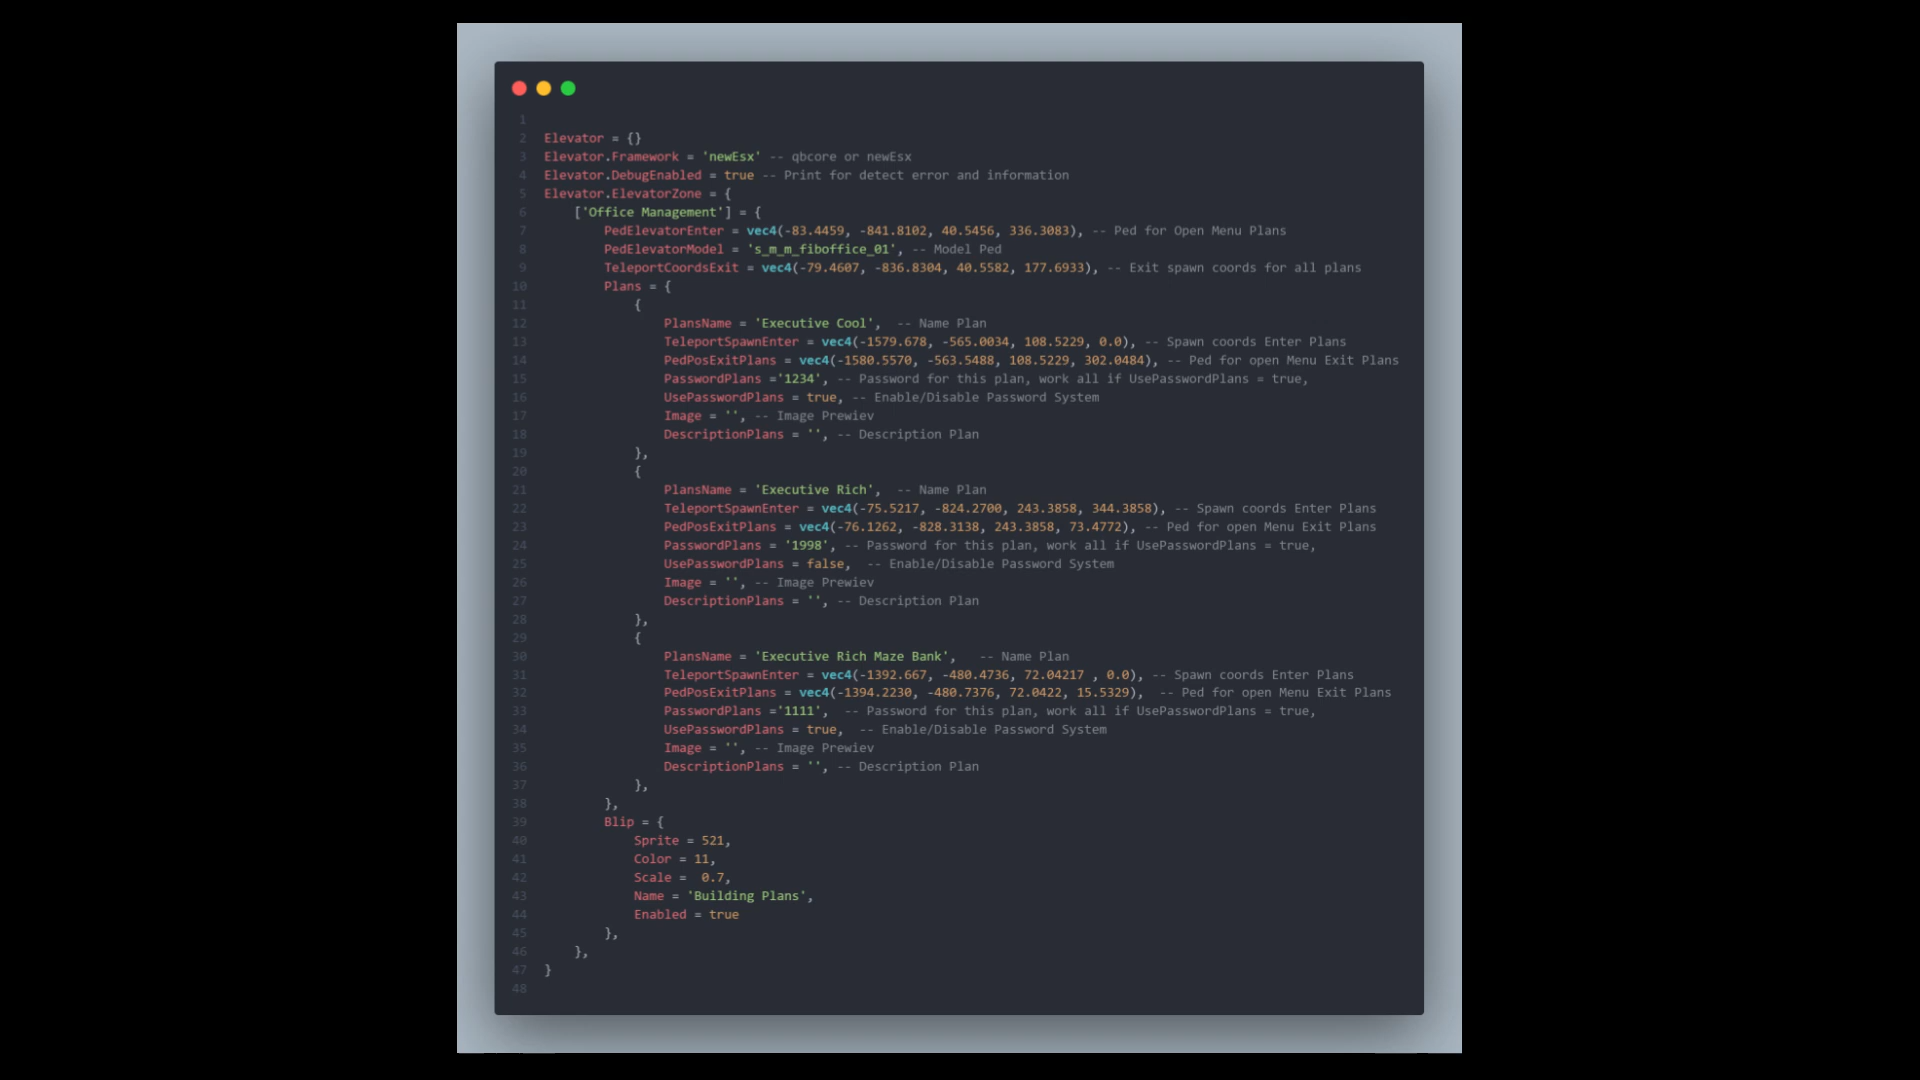 1
2 Elevator = {}
3 Elevator.Framework = 'newEsx' -- qbcore or newEsx
4 Elevator.DebugEnabled = true -- Print for detect error and information
5 Elevator.ElevatorZone = {
6 ['Office Management'] = {
7 PedElevatorEnter = vec4(-83.4459, -841.8102, 40.5456, 336.3083), -- Ped for Open Menu Plans
8 PedElevatorModel = 's_m_m_fiboffice_01', -- Model Ped
9 TeleportCoordsExit = vec4(-79.4607, -836.8304, 40.5582, 177.6933), -- Exit spawn coords for all plans
10 Plans = {
11 {
12 PlansName = 'Executive Cool',  -- Name Plan
13 TeleportSpawnEnter = vec4(-1579.678, -565.0034, 108.5229, 0.0), -- Spawn coords Enter Plans
14 PedPosExitPlans = vec4(-1580.5570, -563.5488, 108.5229, 302.0484), -- Ped for open Menu Exit Plans
15 PasswordPlans ='1234', -- Password for this plan, work all if UsePasswordPlans = true,
16 UsePasswordPlans = true, -- Enable/Disable Password System
17 Image = '', -- Image Prewiev
18 DescriptionPlans = '', -- Description Plan
19 },
20 {
21 PlansName = 'Executive Rich',  -- Name Plan
22 TeleportSpawnEnter = vec4(-75.5217, -824.2700, 243.3858, 344.3858), -- Spawn coords Enter Plans
23 PedPosExitPlans = vec4(-76.1262, -828.3138, 243.3858, 73.4772), -- Ped for open Menu Exit Plans
24 PasswordPlans = '1998', -- Password for this plan, work all if UsePasswordPlans = true,
25 UsePasswordPlans = false,  -- Enable/Disable Password System
26 Image = '', -- Image Prewiev
27 DescriptionPlans = '', -- Description Plan
28 },
29 {
30 PlansName = 'Executive Rich Maze Bank',   -- Name Plan
31 TeleportSpawnEnter = vec4(-1392.667, -480.4736, 72.04217 , 0.0), -- Spawn coords Enter Plans
32 PedPosExitPlans = vec4(-1394.2230, -480.7376, 72.0422, 15.5329),  -- Ped for open Menu Exit Plans
33 PasswordPlans ='1111',  -- Password for this plan, work all if UsePasswordPlans = true,
34 UsePasswordPlans = true,  -- Enable/Disable Password System
35 Image = '', -- Image Prewiev
36 DescriptionPlans = '', -- Description Plan
37 },
38 },
39 Blip = {
40 Sprite = 521,
41 Color = 11,
42 Scale =  0.7,
43 Name = 'Building Plans',
44 Enabled = true
45 },
46 },
47 }
48